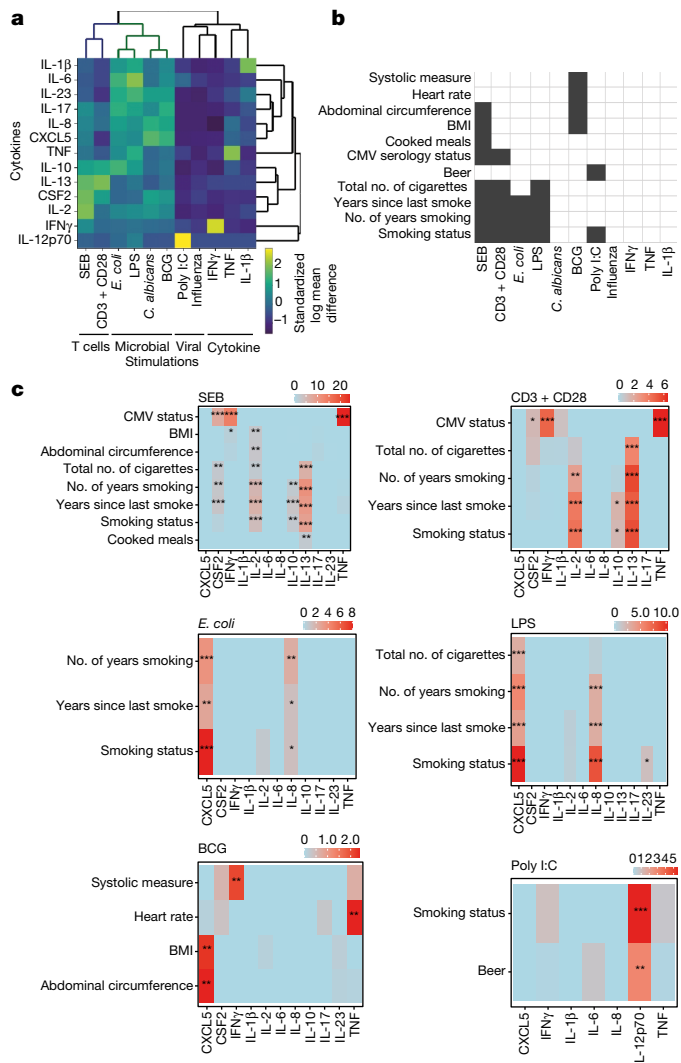 a
Cytokines
IL-1β
IL-6
IL-23
IL-17
IL-8
CXCL5
TNF
IL-10
IL-13
CSF2
IL-2
IFNγ
IL-12p70
SEB
CD3 + CD28
E. coli
LPS
C. albicans
BCG
Poly I:C
Influenza
IFNγ
TNF
IL-1β
T cells
Microbial
Viral
Cytokine
Stimulations
2
1
0
−1
Standardized
log mean
difference
b
Systolic measure
Heart rate
Abdominal circumference
BMI
Cooked meals
CMV serology status
Beer
Total no. of cigarettes
Years since last smoke
No. of years smoking
Smoking status
SEB
CD3 + CD28
E. coli
LPS
C. albicans
BCG
Poly I:C
Influenza
IFNγ
TNF
IL-1β
c
SEB
0 10 20
CMV status
*** *** ***
BMI
* **
Abdominal circumference
**
Total no. of cigarettes
** ** ***
No. of years smoking
** *** ** ***
Years since last smoke
*** *** *** ***
Smoking status
*** ** ***
Cooked meals
**
CXCL5
CSF2
IFNγ
IL-1β
IL-2
IL-6
IL-8
IL-10
IL-13
IL-17
IL-23
TNF
CD3 + CD28
0 2 4 6
CMV status
* *** ***
Total no. of cigarettes
***
No. of years smoking
** ***
Years since last smoke
*** * ***
Smoking status
*** * ***
CXCL5
CSF2
IFNγ
IL-1β
IL-2
IL-6
IL-8
IL-10
IL-13
IL-17
TNF
E. coli
0 2 4 6 8
No. of years smoking
*** **
Years since last smoke
** *
Smoking status
*** *
CXCL5
CSF2
IFNγ
IL-1β
IL-2
IL-6
IL-8
IL-10
IL-17
IL-23
TNF
LPS
0 5.0 10.0
Total no. of cigarettes
***
No. of years smoking
*** ***
Years since last smoke
*** ***
Smoking status
*** *** *
CXCL5
CSF2
IFNγ
IL-1β
IL-2
IL-6
IL-8
IL-10
IL-13
IL-17
IL-23
TNF
BCG
0 1.0 2.0
Systolic measure
**
Heart rate
**
BMI
**
Abdominal circumference
**
CXCL5
CSF2
IFNγ
IL-1β
IL-2
IL-6
IL-8
IL-10
IL-17
IL-23
TNF
Poly I:C
012345
Smoking status
***
Beer
**
CXCL5
IFNγ
IL-1β
IL-6
IL-8
L-12p70
TNF